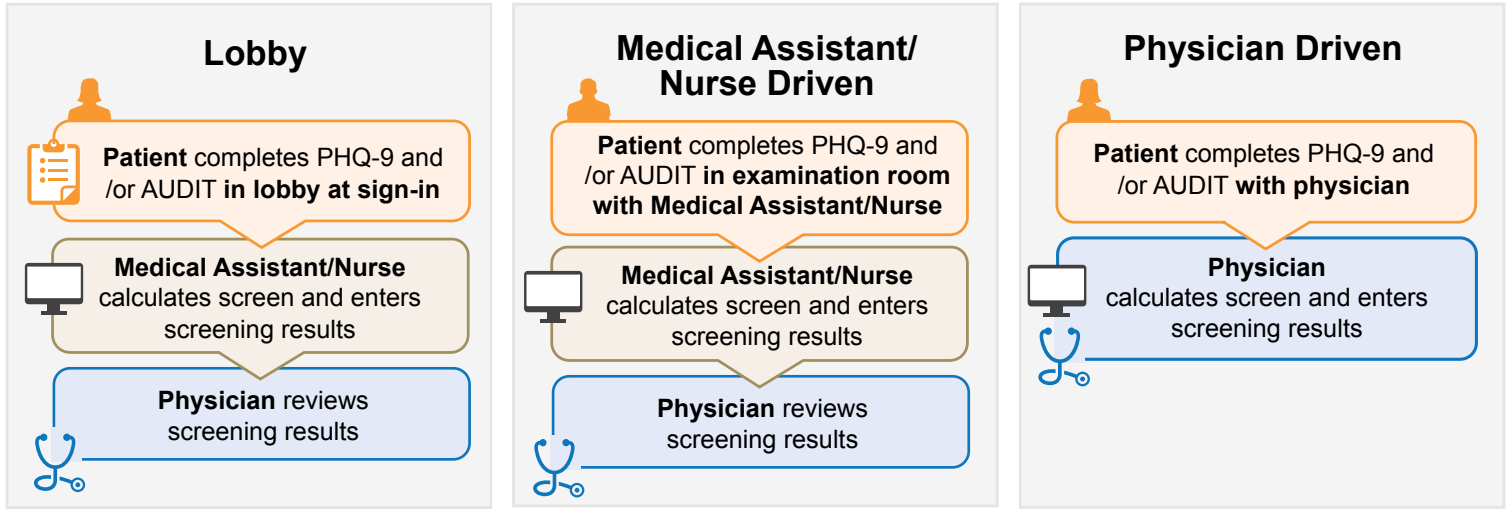 Lobby
Patient completes PHQ-9 and
/or AUDIT in lobby at sign-in
Medical Assistant/Nurse
calculates screen and enters
screening results
Physician reviews
screening results
Medical Assistant/
Nurse Driven
Patient completes PHQ-9 and
/or AUDIT in examination room
with Medical Assistant/Nurse
Medical Assistant/Nurse
calculates screen and enters
screening results
Physician reviews
screening results
Physician Driven
Patient completes PHQ-9 and
/or AUDIT with physician
Physician
calculates screen and enters
screening results